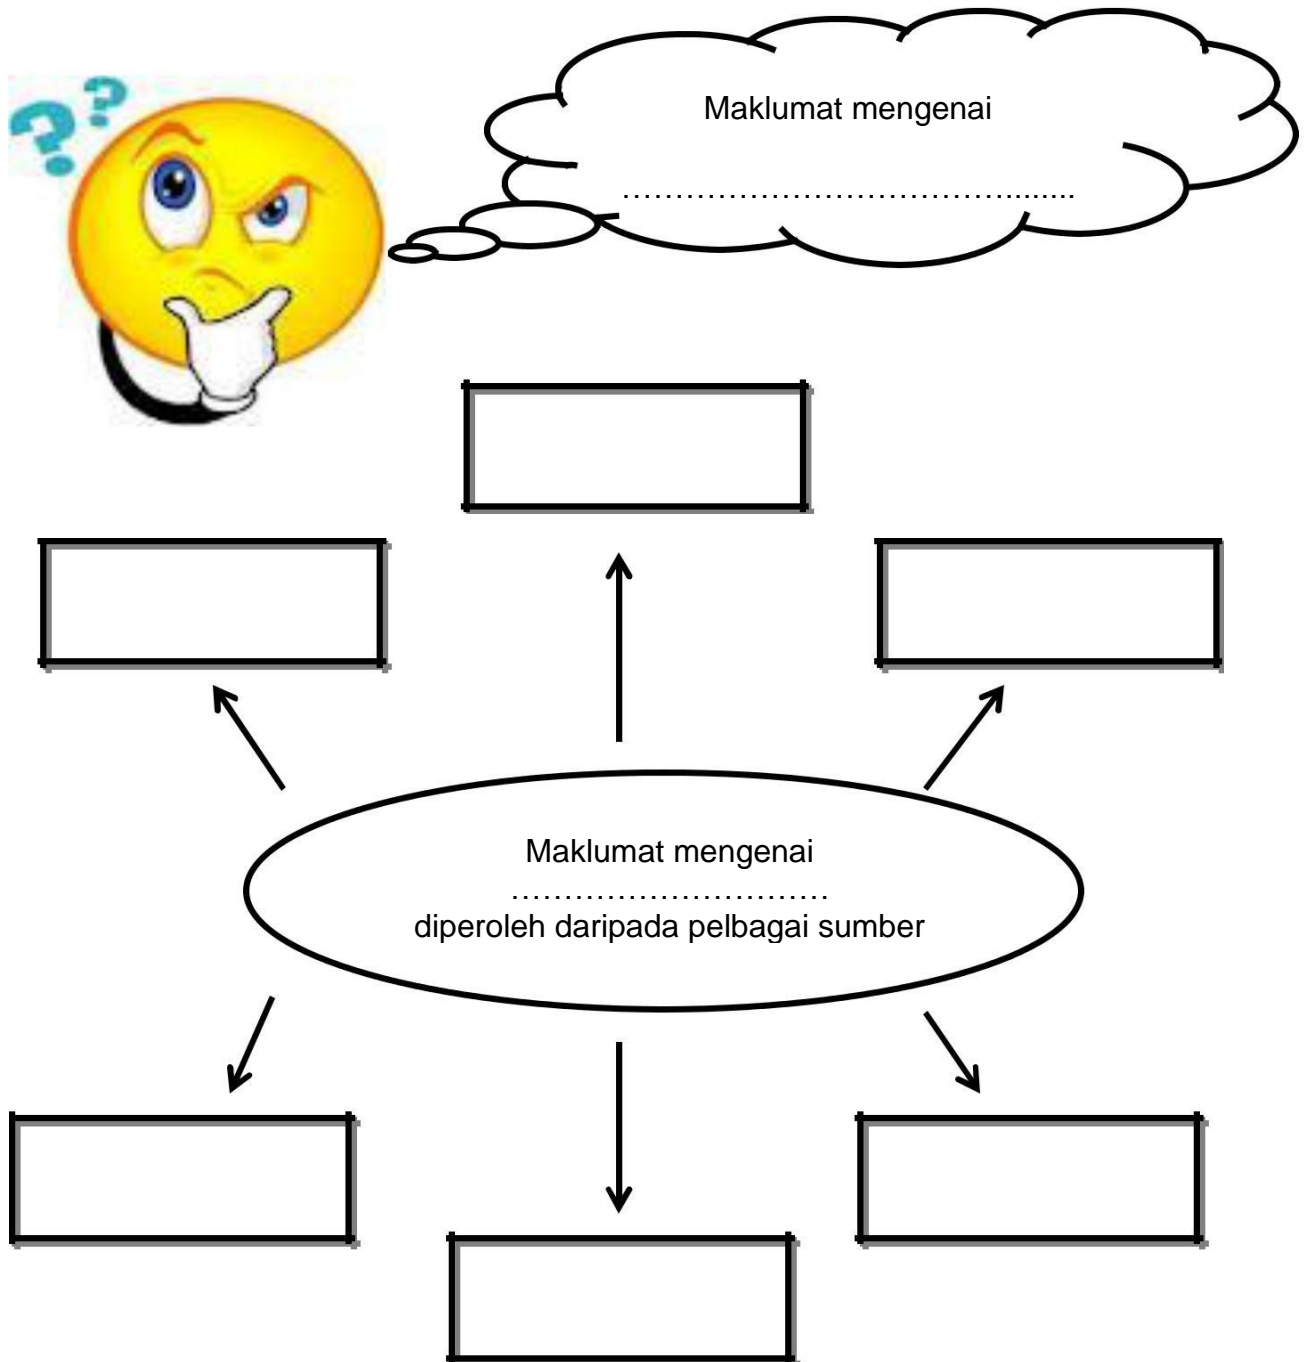 ? ?
Maklumat mengenai
…………………………………......
Maklumat mengenai
…………………………
diperoleh daripada pelbagai sumber